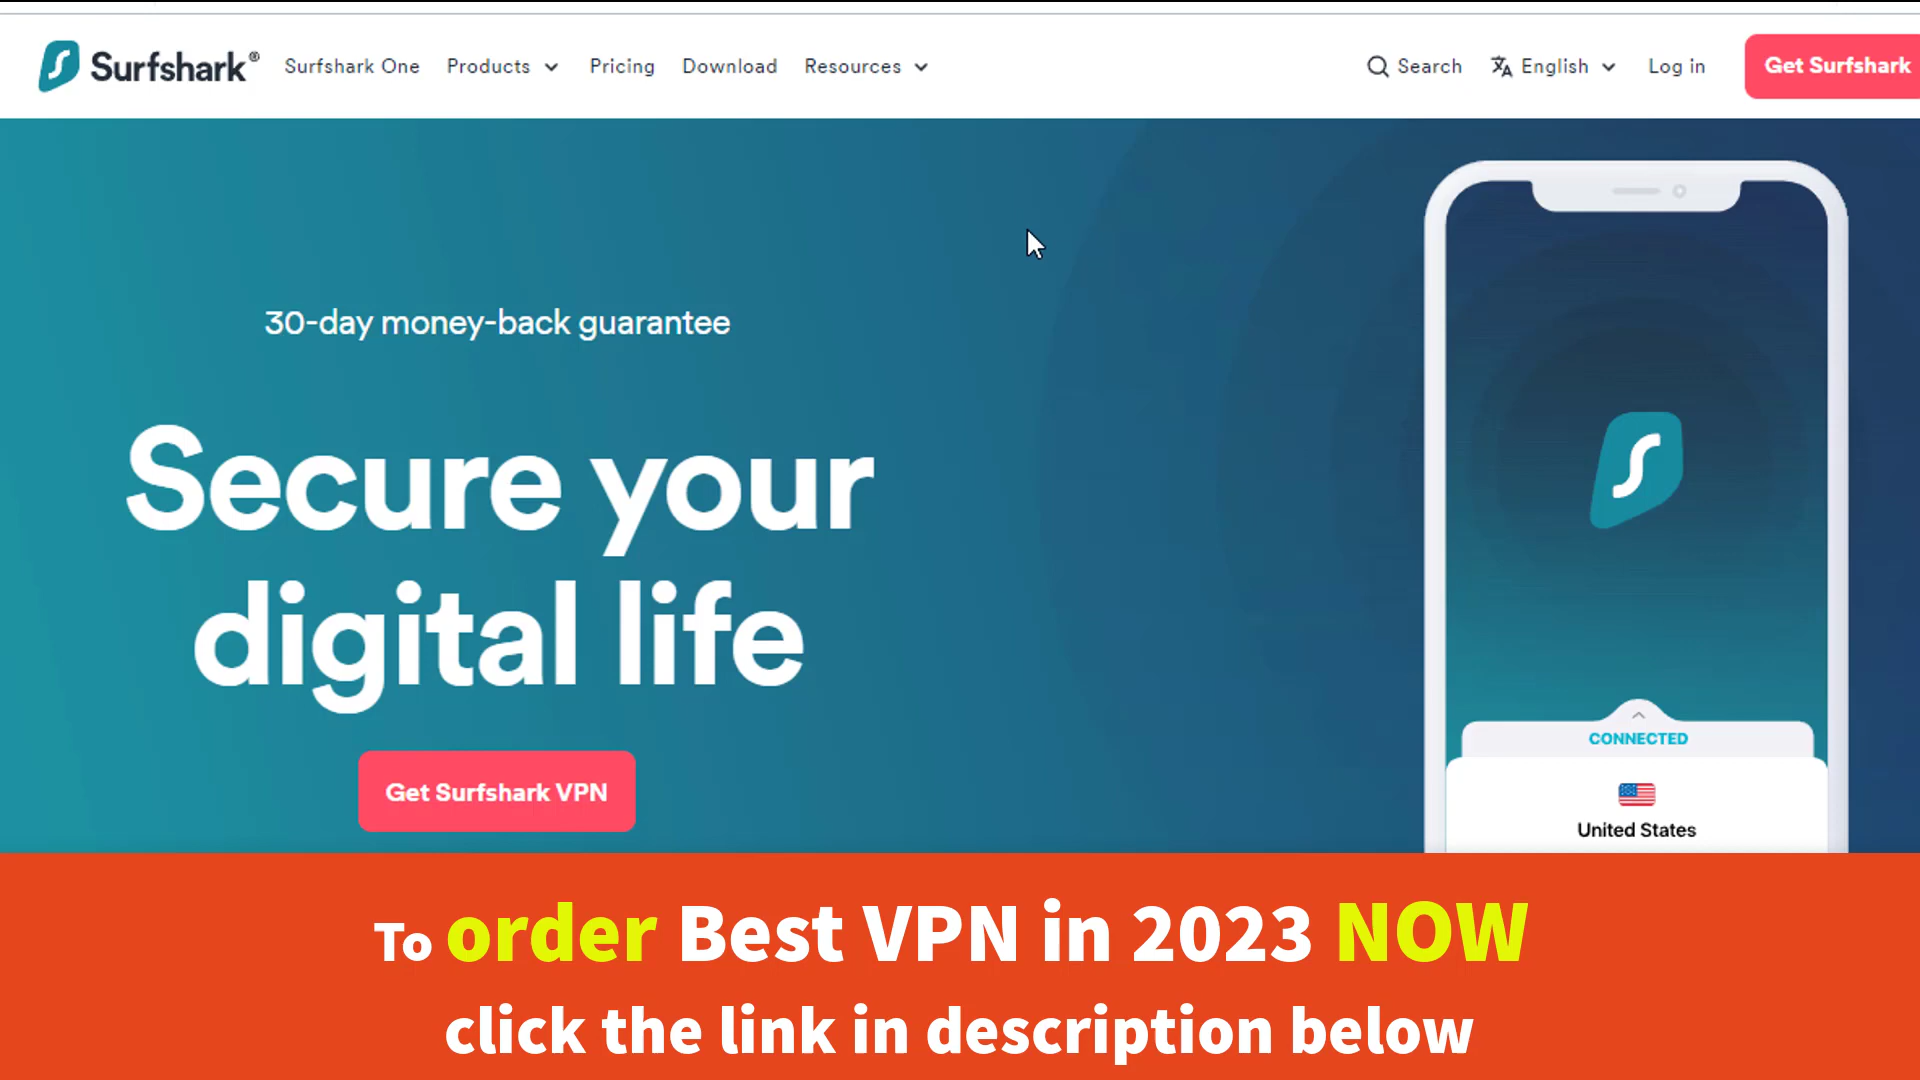 Surfshark® Surfshark One Products Pricing Download Resources Search English Log in Get Surfshark
30-day money-back guarantee
Secure your
digital life
Get Surfshark VPN
CONNECTED
United States
To order Best VPN in 2023 NOW
click the link in description below